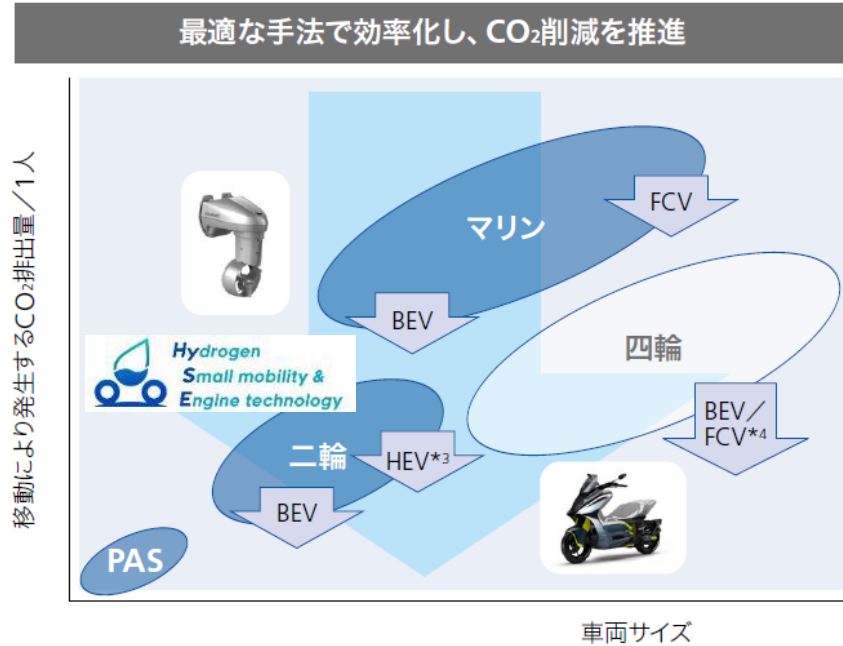 最適な手法で効率化し、CO₂削減を推進
移動により発生するCO₂排出量／1人
FCV
マリン
BEV
四輪
Hydrogen
Small mobility &
Engine technology
BEV／
FCV*4
二輪
HEV*3
BEV
PAS
車両サイズ